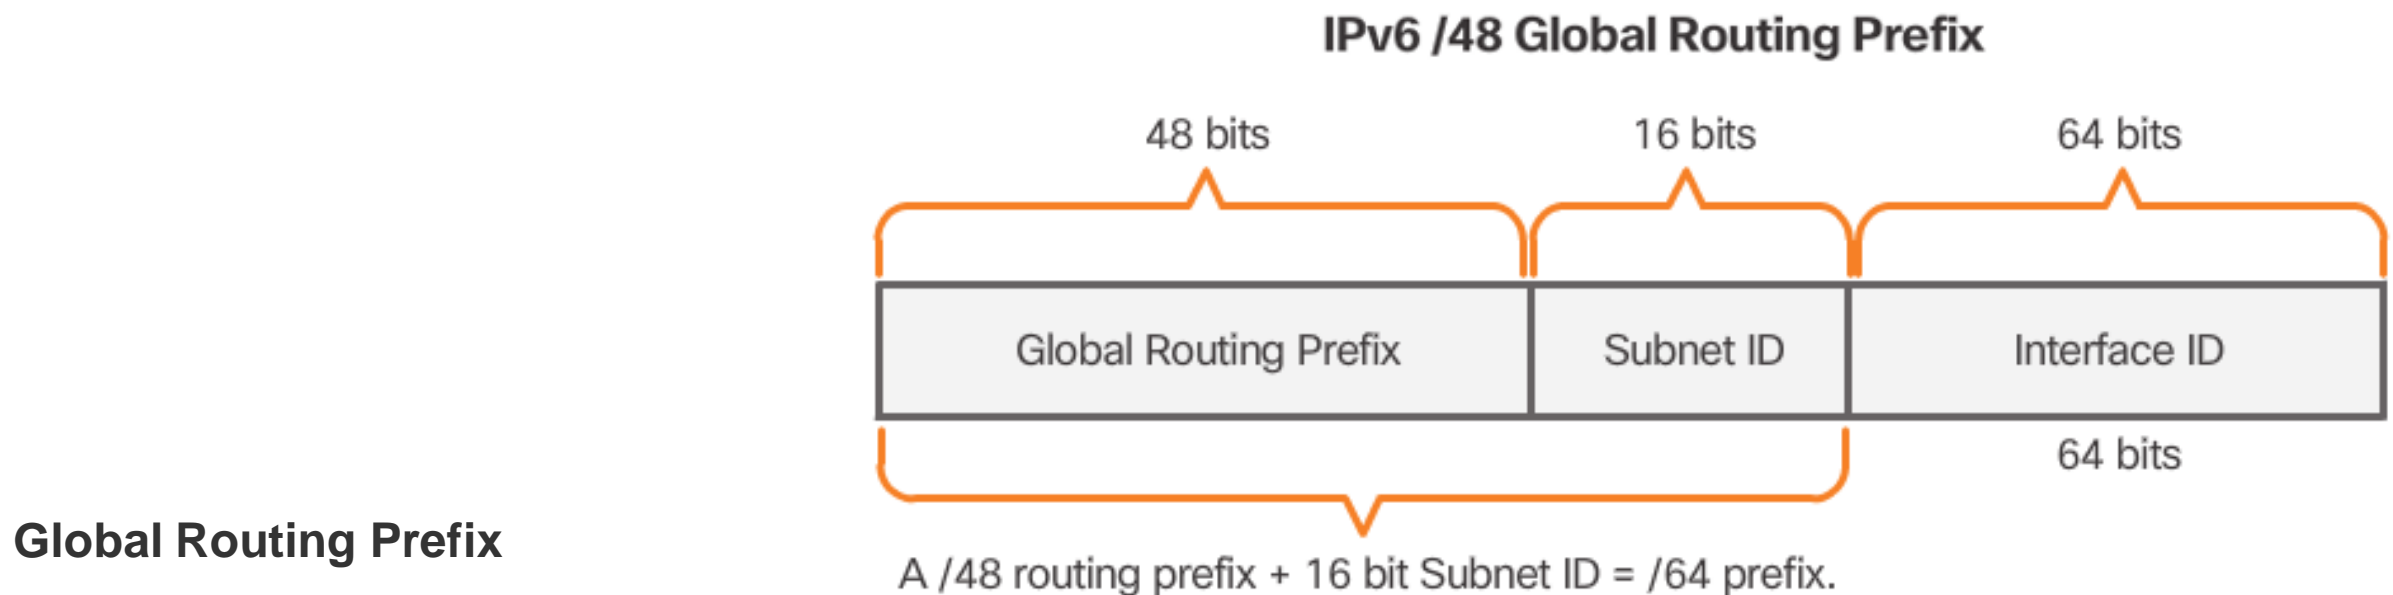 IPv6 /48 Global Routing Prefix
48 bits
16 bits
64 bits
Global Routing Prefix
Subnet ID
Interface ID
64 bits
Global Routing Prefix
A /48 routing prefix + 16 bit Subnet ID = /64 prefix.